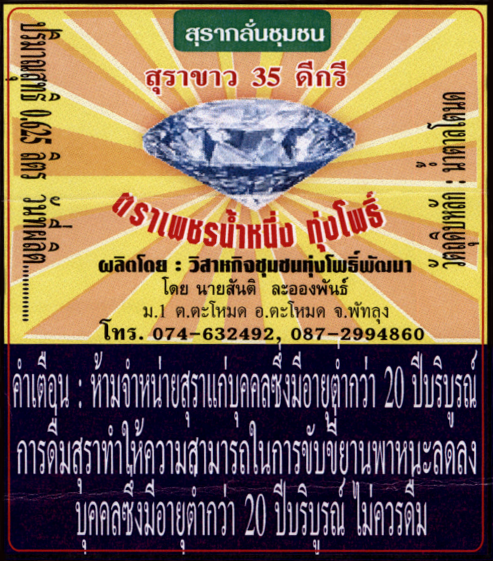 สุรากลั่นชุมชน
สุราขาว 35 ดีกรี
ปริมาณสุทธิ 0.625 ลิตร วันที่ผลิต..............
วัตถุดิบหลัก : น้ำตาลโตนด
ตราเพชรน้ำหนึ่ง ทุ่งโพธิ์
ผลิตโดย : วิสาหกิจชุมชนทุ่งโพธิ์พัฒนา
โดย นายสันติ ละอองพันธ์
ม.1 ต.ตะโหมด อ.ตะโหมด จ.พัทลุง
โทร. 074-632492, 087-2994860
คำเตือน : ห้ามจำหน่ายสุราแก่บุคคลซึ่งมีอายุต่ำกว่า 20 ปีบริบูรณ์
การดื่มสุราทำให้ความสามารถในการขับขี่ยานพาหนะลดลง
บุคคลซึ่งมีอายุต่ำกว่า 20 ปีบริบูรณ์ ไม่ควรดื่ม